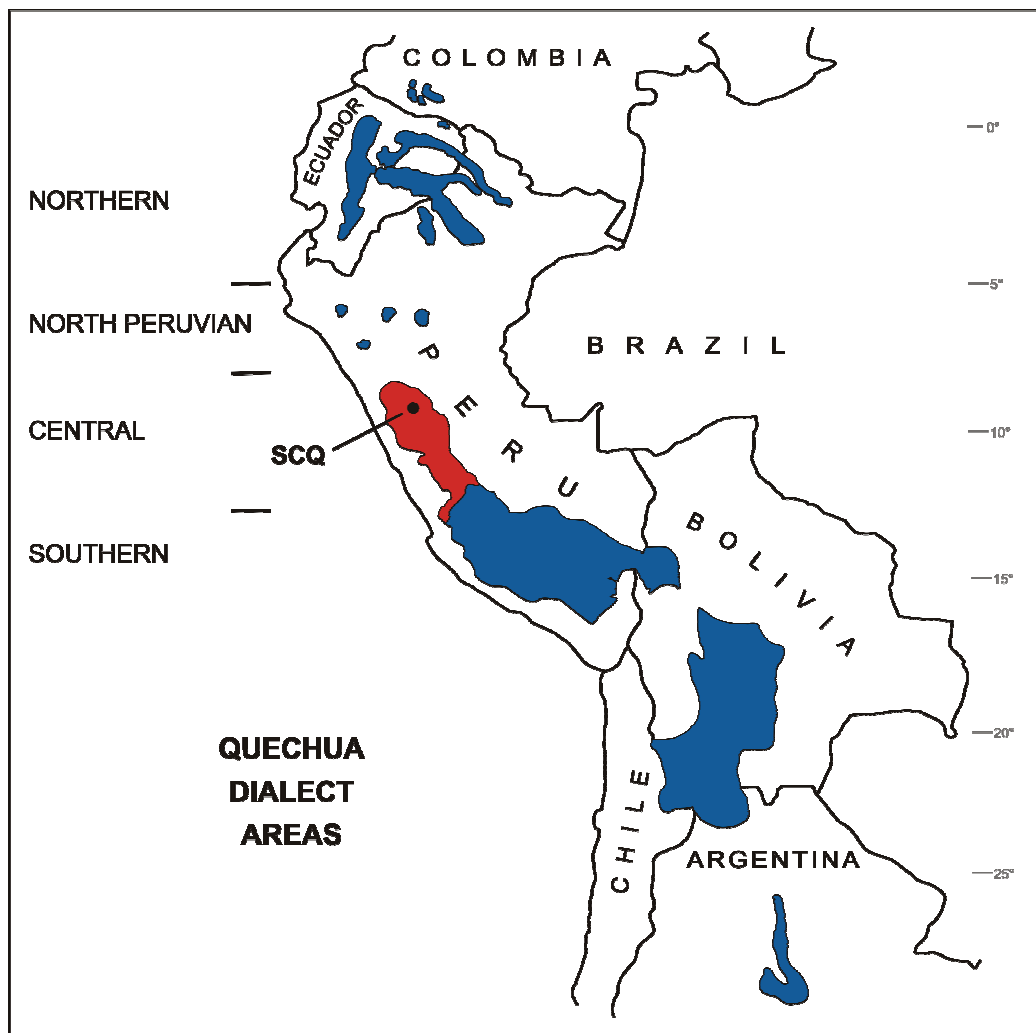 COLOMBIA
ECUADOR
0°
NORTHERN
5°
NORTH PERUVIAN
BRAZIL
PERU
CENTRAL
10°
SCQ
SOUTHERN
BOLIVIA
15°
20°
QUECHUA
DIALECT
AREAS
CHILE
ARGENTINA
25°